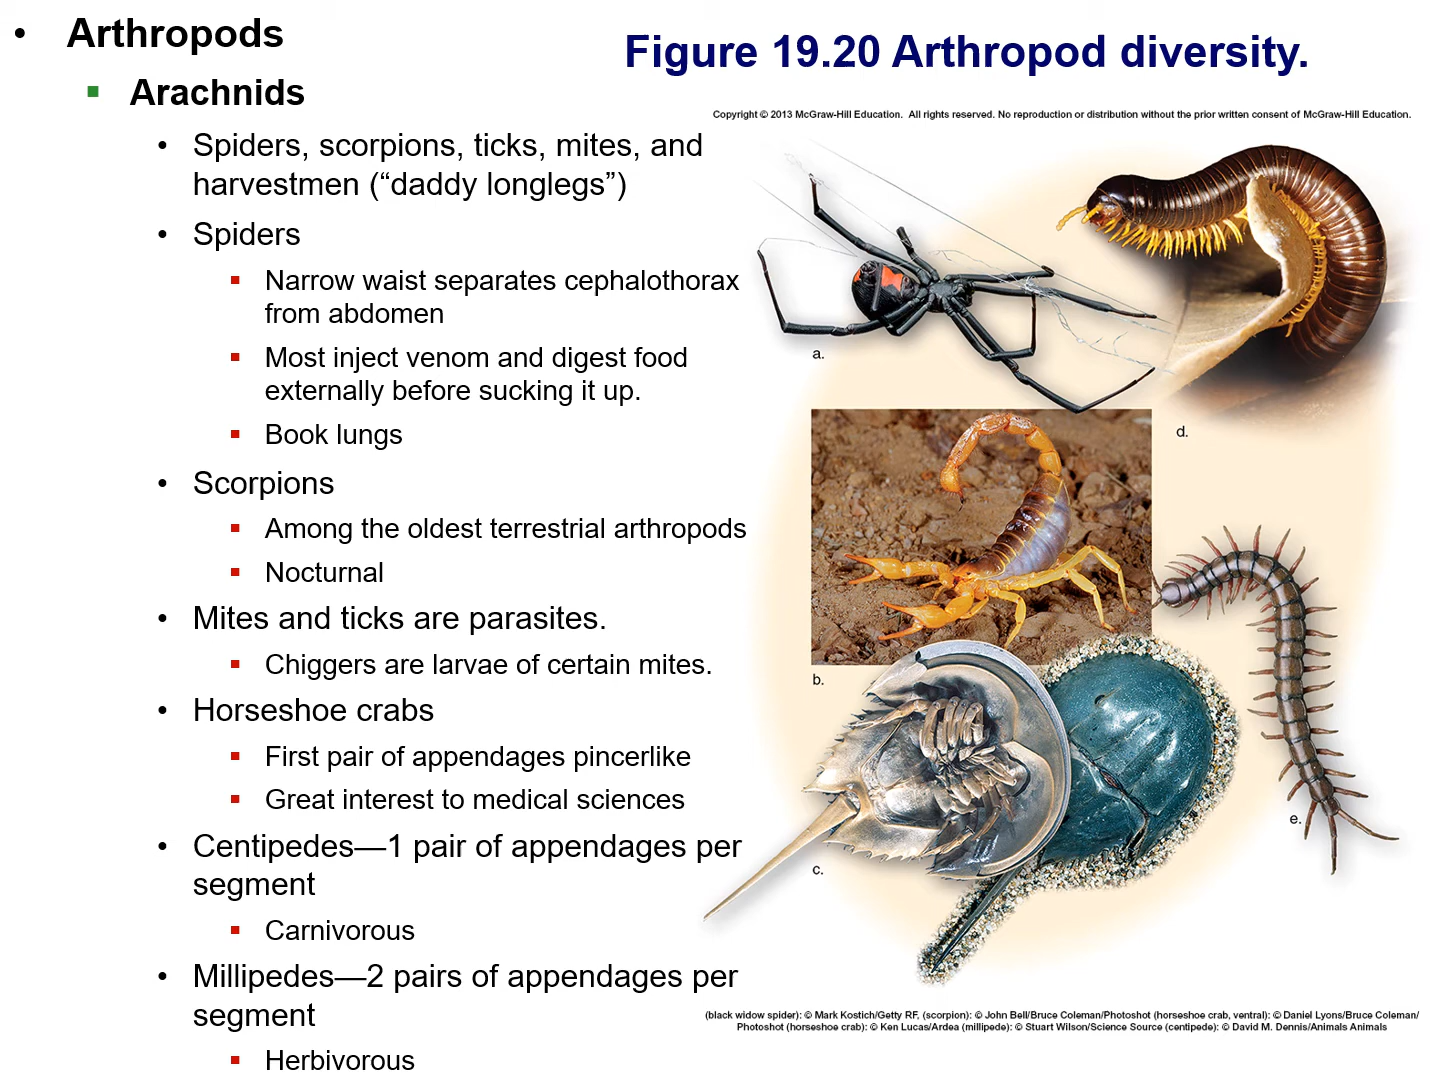 • Arthropods
▪ Arachnids
• Spiders, scorpions, ticks, mites, and
harvestmen (“daddy longlegs”)
• Spiders
▪ Narrow waist separates cephalothorax
from abdomen
▪ Most inject venom and digest food
externally before sucking it up.
▪ Book lungs
• Scorpions
▪ Among the oldest terrestrial arthropods
▪ Nocturnal
• Mites and ticks are parasites.
▪ Chiggers are larvae of certain mites.
• Horseshoe crabs
▪ First pair of appendages pincerlike
▪ Great interest to medical sciences
• Centipedes—1 pair of appendages per
segment
▪ Carnivorous
• Millipedes—2 pairs of appendages per
segment
▪ Herbivorous
Figure 19.20 Arthropod diversity.
Copyright © 2013 McGraw-Hill Education. All rights reserved. No reproduction or distribution without the prior written consent of McGraw-Hill Education.
a.
d.
b.
e.
c.
(black widow spider): © Mark Kostich/Getty RF, (scorpion): © John Bell/Bruce Coleman/Photoshot (horseshoe crab, ventral): © Daniel Lyons/Bruce Coleman/
Photoshot (horseshoe crab): © Ken Lucas/Ardea (millipede): © Stuart Wilson/Science Source (centipede): © David M. Dennis/Animals Animals